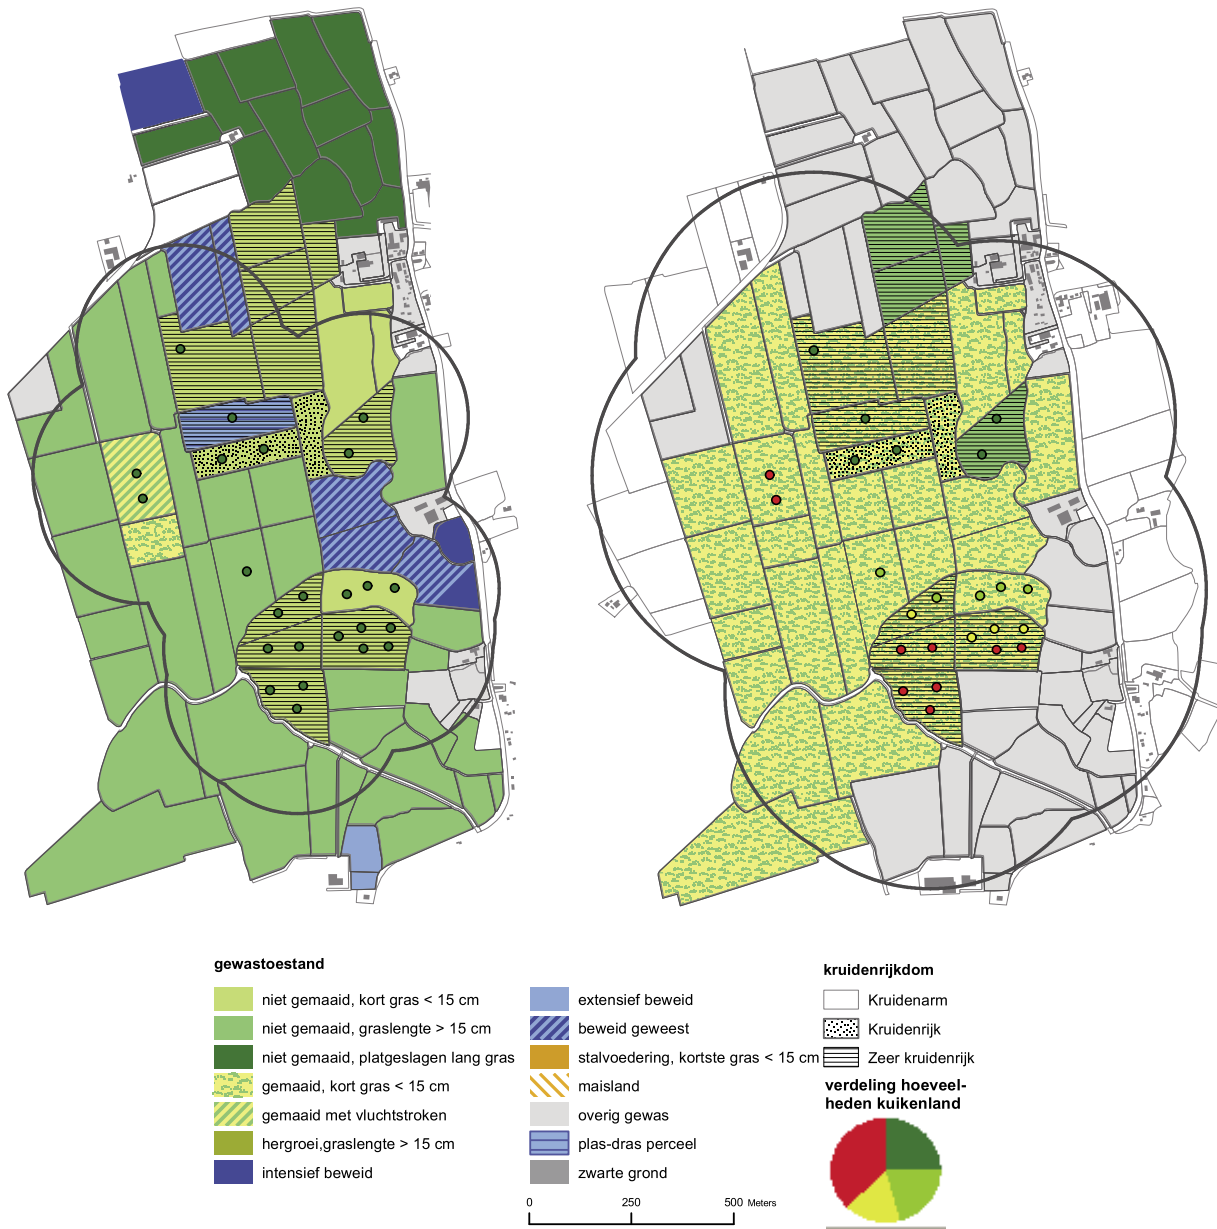 gewastoestand
niet gemaaid, kort gras < 15 cm
niet gemaaid, graslengte > 15 cm
niet gemaaid, platgeslagen lang gras
gemaaid, kort gras < 15 cm
gemaaid met vluchtstroken
hergroei,graslengte > 15 cm
intensief beweid
extensief beweid
beweid geweest
stalvoedering, kortste gras < 15 cm
maisland
overig gewas
plas-dras perceel
zwarte grond
0 250 500 Meters
kruidenrijkdom
Kruidenarm
Kruidenrijk
Zeer kruidenrijk
verdeling hoeveel-
heden kuikenland